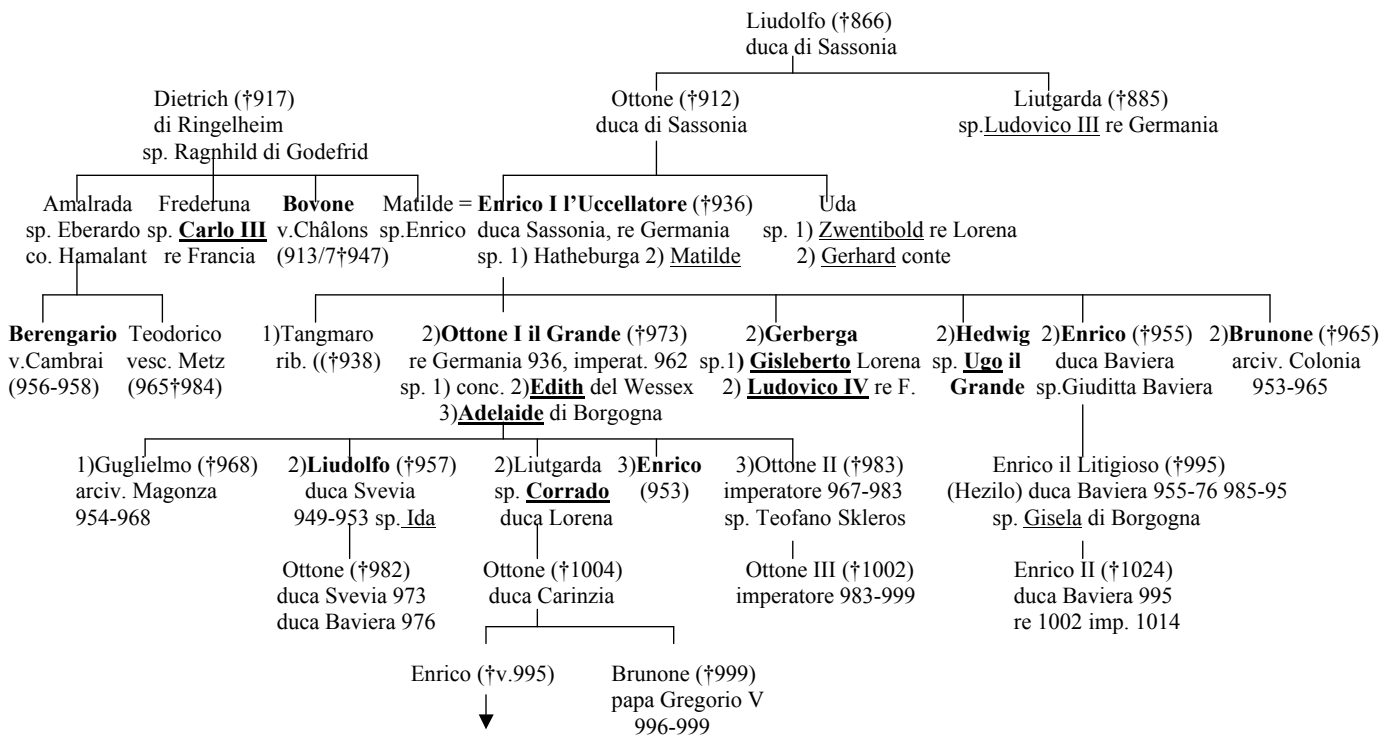 Liudolfo (†866)
duca di Sassonia
Dietrich (†917)
di Ringelheim
sp. Ragnhild di Godefrid
Ottone (†912)
duca di Sassonia
Liutgarda (†885)
sp.Ludovico III re Germania
Amalrada
sp. Eberardo
co. Hamalant
Frederuna
sp. Carlo III
re Francia
Bovone
v.Châlons
(913/7†947)
Matilde = Enrico I l'Uccellatore (†936)
sp.Enrico duca Sassonia, re Germania
sp. 1) Hatheburga 2) Matilde
Uda
sp. 1) Zwentibold re Lorena
2) Gerhard conte
Berengario
v.Cambrai
(956-958)
Teodorico
vesc. Metz
(965†984)
1)Tangmaro
rib. ((†938)
2)Ottone I il Grande (†973)
re Germania 936, imperat. 962
sp. 1) conc. 2)Edith del Wessex
3)Adelaide di Borgogna
2)Gerberga
sp.1) Gisleberto Lorena
2) Ludovico IV re F.
2)Hedwig
sp. Ugo il
Grande
2)Enrico (†955)
duca Baviera
sp.Giuditta Baviera
2)Brunone (†965)
arciv. Colonia
953-965
1)Guglielmo (†968)
arciv. Magonza
954-968
2)Liudolfo (†957)
duca Svevia
949-953 sp. Ida
2)Liutgarda
sp. Corrado
duca Lorena
3)Enrico
(953)
3)Ottone II (†983)
imperatore 967-983
sp. Teofano Skleros
Enrico il Litigioso (†995)
(Hezilo) duca Baviera 955-76 985-95
sp. Gisela di Borgogna
Ottone (†982)
duca Svevia 973
duca Baviera 976
Ottone (†1004)
duca Carinzia
Ottone III (†1002)
imperatore 983-999
Enrico II (†1024)
duca Baviera 995
re 1002 imp. 1014
Enrico (†v.995)
Brunone (†999)
papa Gregorio V
996-999